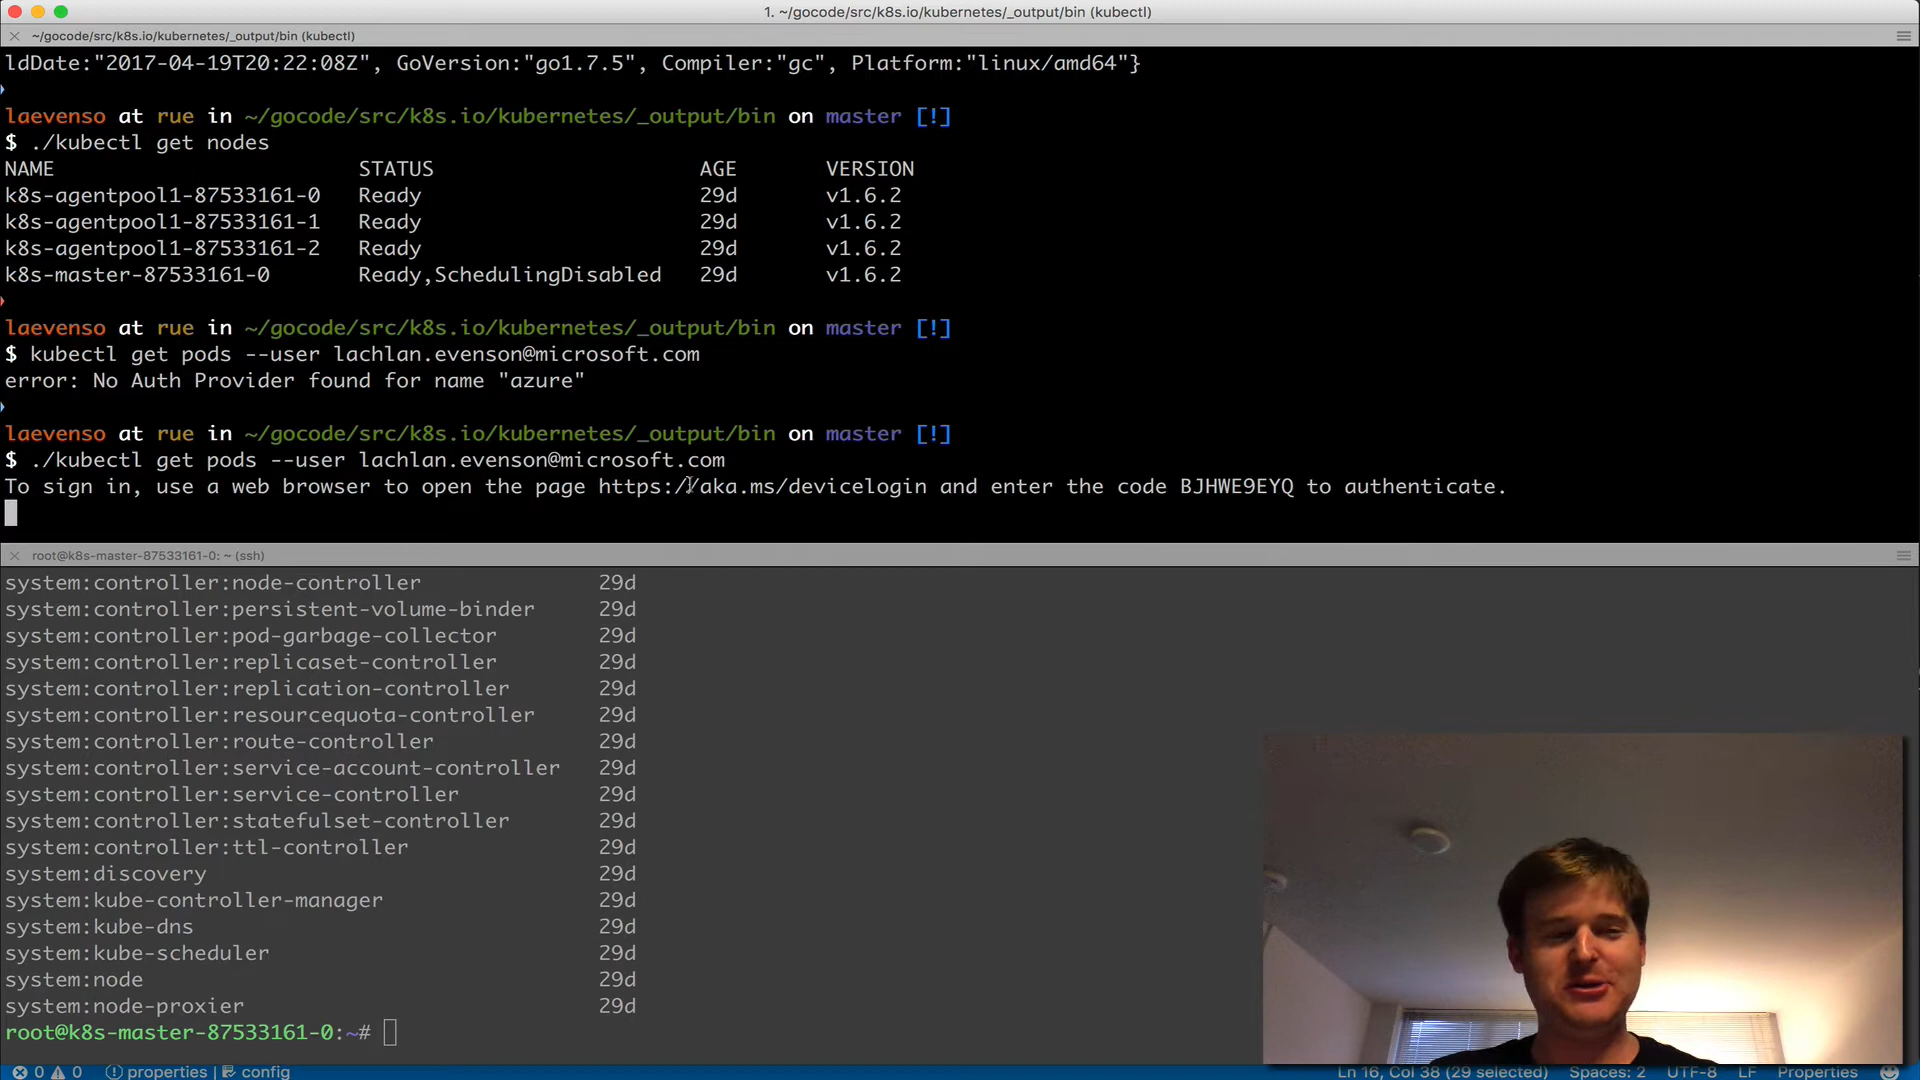 1. ~/gocode/src/k8s.io/kubernetes/_output/bin (kubectl)
~/gocode/src/k8s.io/kubernetes/_output/bin (kubectl)
ldDate:"2017-04-19T20:22:08Z", GoVersion:"go1.7.5", Compiler:"gc", Platform:"linux/amd64"}
laevenso at rue in ~/gocode/src/k8s.io/kubernetes/_output/bin on master [!]
$ ./kubectl get nodes
NAME STATUS AGE VERSION
k8s-agentpool1-87533161-0 Ready 29d v1.6.2
k8s-agentpool1-87533161-1 Ready 29d v1.6.2
k8s-agentpool1-87533161-2 Ready 29d v1.6.2
k8s-master-87533161-0 Ready,SchedulingDisabled 29d v1.6.2
laevenso at rue in ~/gocode/src/k8s.io/kubernetes/_output/bin on master [!]
$ kubectl get pods --user lachlan.evenson@microsoft.com
error: No Auth Provider found for name "azure"
laevenso at rue in ~/gocode/src/k8s.io/kubernetes/_output/bin on master [!]
$ ./kubectl get pods --user lachlan.evenson@microsoft.com
To sign in, use a web browser to open the page https://aka.ms/devicelogin and enter the code BJHWE9EYQ to authenticate.
root@k8s-master-87533161-0: ~ (ssh)
system:controller:node-controller 29d
system:controller:persistent-volume-binder 29d
system:controller:pod-garbage-collector 29d
system:controller:replicaset-controller 29d
system:controller:replication-controller 29d
system:controller:resourcequota-controller 29d
system:controller:route-controller 29d
system:controller:service-account-controller 29d
system:controller:service-controller 29d
system:controller:statefulset-controller 29d
system:controller:ttl-controller 29d
system:discovery 29d
system:kube-controller-manager 29d
system:kube-dns 29d
system:kube-scheduler 29d
system:node 29d
system:node-proxier 29d
root@k8s-master-87533161-0:~#
0 0 properties config Ln 16, Col 38 (29 selected) Spaces: 2 UTF-8 LF Properties